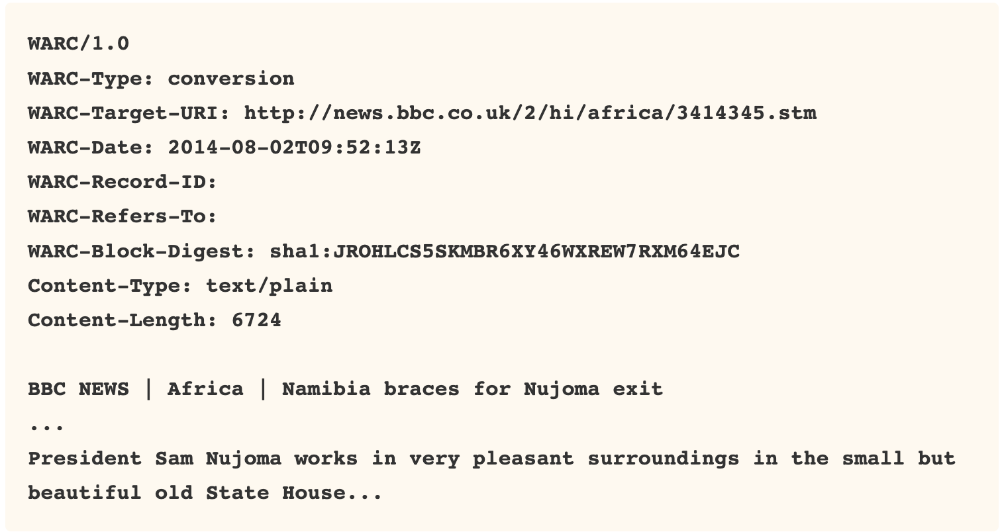 WARC/1.0
WARC-Type: conversion
WARC-Target-URI: http://news.bbc.co.uk/2/hi/africa/3414345.stm
WARC-Date: 2014-08-02T09:52:13Z
WARC-Record-ID:
WARC-Refers-To:
WARC-Block-Digest: sha1:JROHLCS5SKMBR6XY46WXREW7RXM64EJC
Content-Type: text/plain
Content-Length: 6724

BBC NEWS | Africa | Namibia braces for Nujoma exit
...
President Sam Nujoma works in very pleasant surroundings in the small but
beautiful old State House...